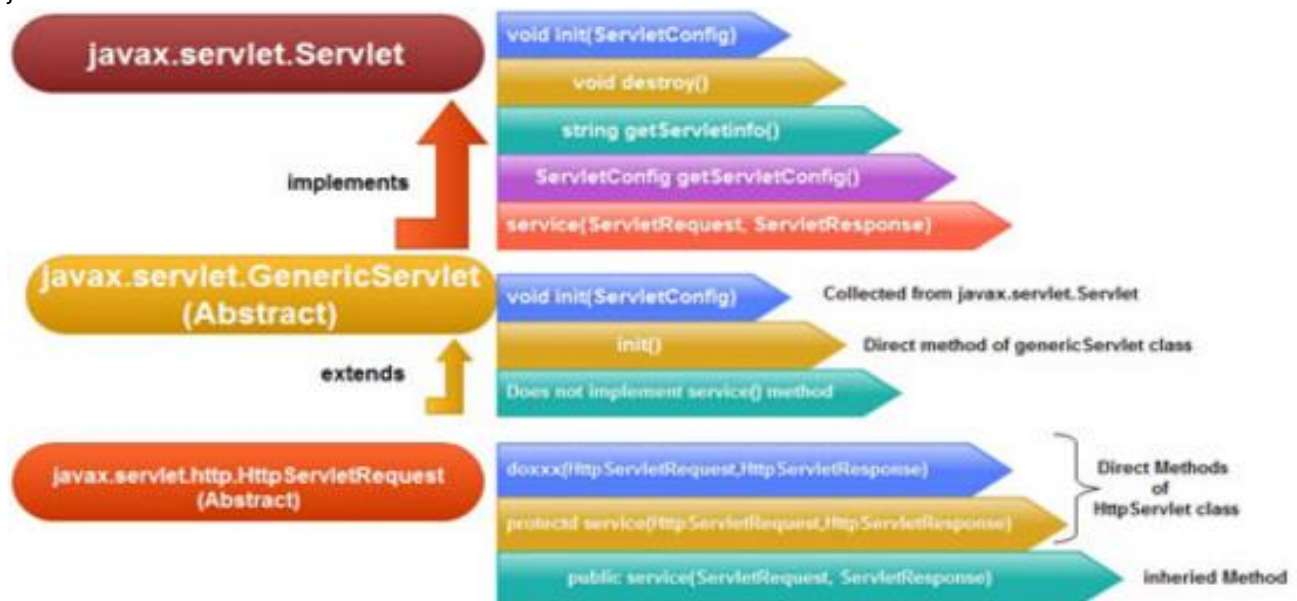 javax.servlet.Servlet
void init(ServletConfig)
void destroy()
string getServletinfo()
ServletConfig getServletConfig()
service(ServletRequest, ServletResponse)
implements
javax.servlet.GenericServlet
(Abstract)
void init(ServletConfig)
Collected from javax.servlet.Servlet
init()
Direct method of genericServlet class
Does not implement service() method
extends
javax.servlet.http.HttpServletRequest
(Abstract)
doxxx(HttpServletRequest,HttpServletResponse)
protectd service(HttpServletRequest,HttpServletResponse)
Direct Methods
of
HttpServlet class
public service(ServletRequest, ServletResponse)
inheried Method